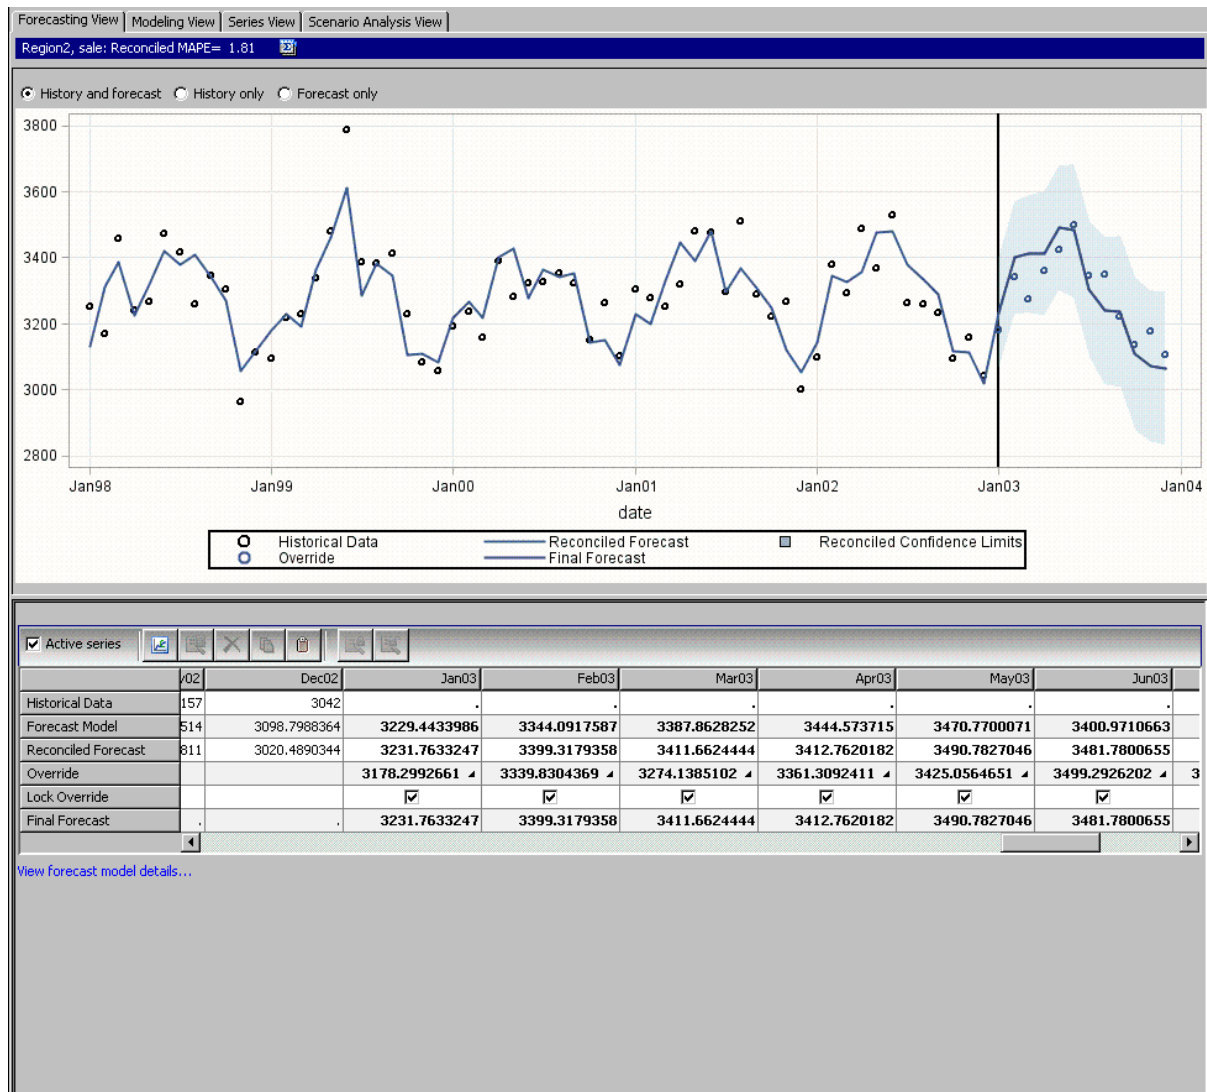 Forecasting View Modeling View Series View Scenario Analysis View
Region2, sale: Reconciled MAPE= 1.81
History and forecast History only Forecast only
3800
3600
3400
3200
3000
2800
Jan98 Jan99 Jan00 Jan01 Jan02 Jan03 Jan04
date
Historical Data Reconciled Forecast Reconciled Confidence Limits
Override Final Forecast
Active series
v02 Dec02 Jan03 Feb03 Mar03 Apr03 May03 Jun03
Historical Data 157 3042 . . . . . .
Forecast Model 514 3098.7988364 3229.4433986 3344.0917587 3387.8628252 3444.573715 3470.7700071 3400.9710663
Reconciled Forecast 811 3020.4890344 3231.7633247 3399.3179358 3411.6624444 3412.7620182 3490.7827046 3481.7800655
Override 3178.2992661 3339.8304369 3274.1385102 3361.3092411 3425.0564651 3499.2926202 3
Lock Override
Final Forecast . . 3231.7633247 3399.3179358 3411.6624444 3412.7620182 3490.7827046 3481.7800655
View forecast model details...